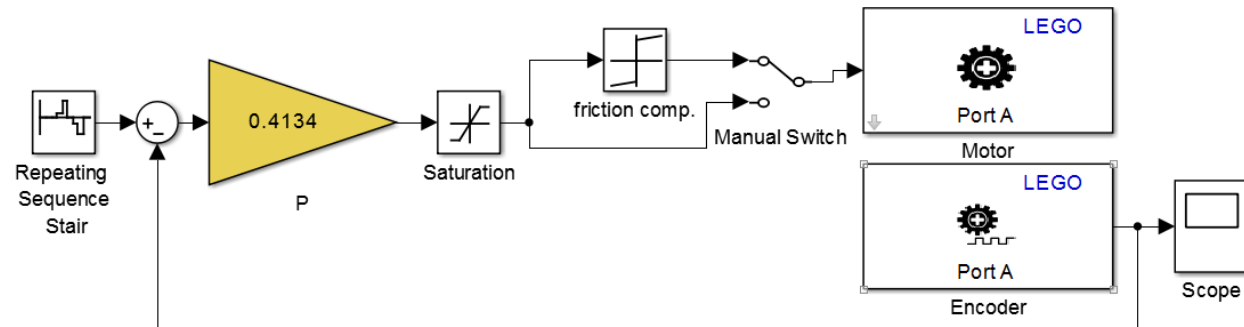 Repeating
Sequence
Stair
+
−
0.4134
P
Saturation
friction comp.
Manual Switch
LEGO
Port A
Motor
LEGO
Port A
Encoder
Scope